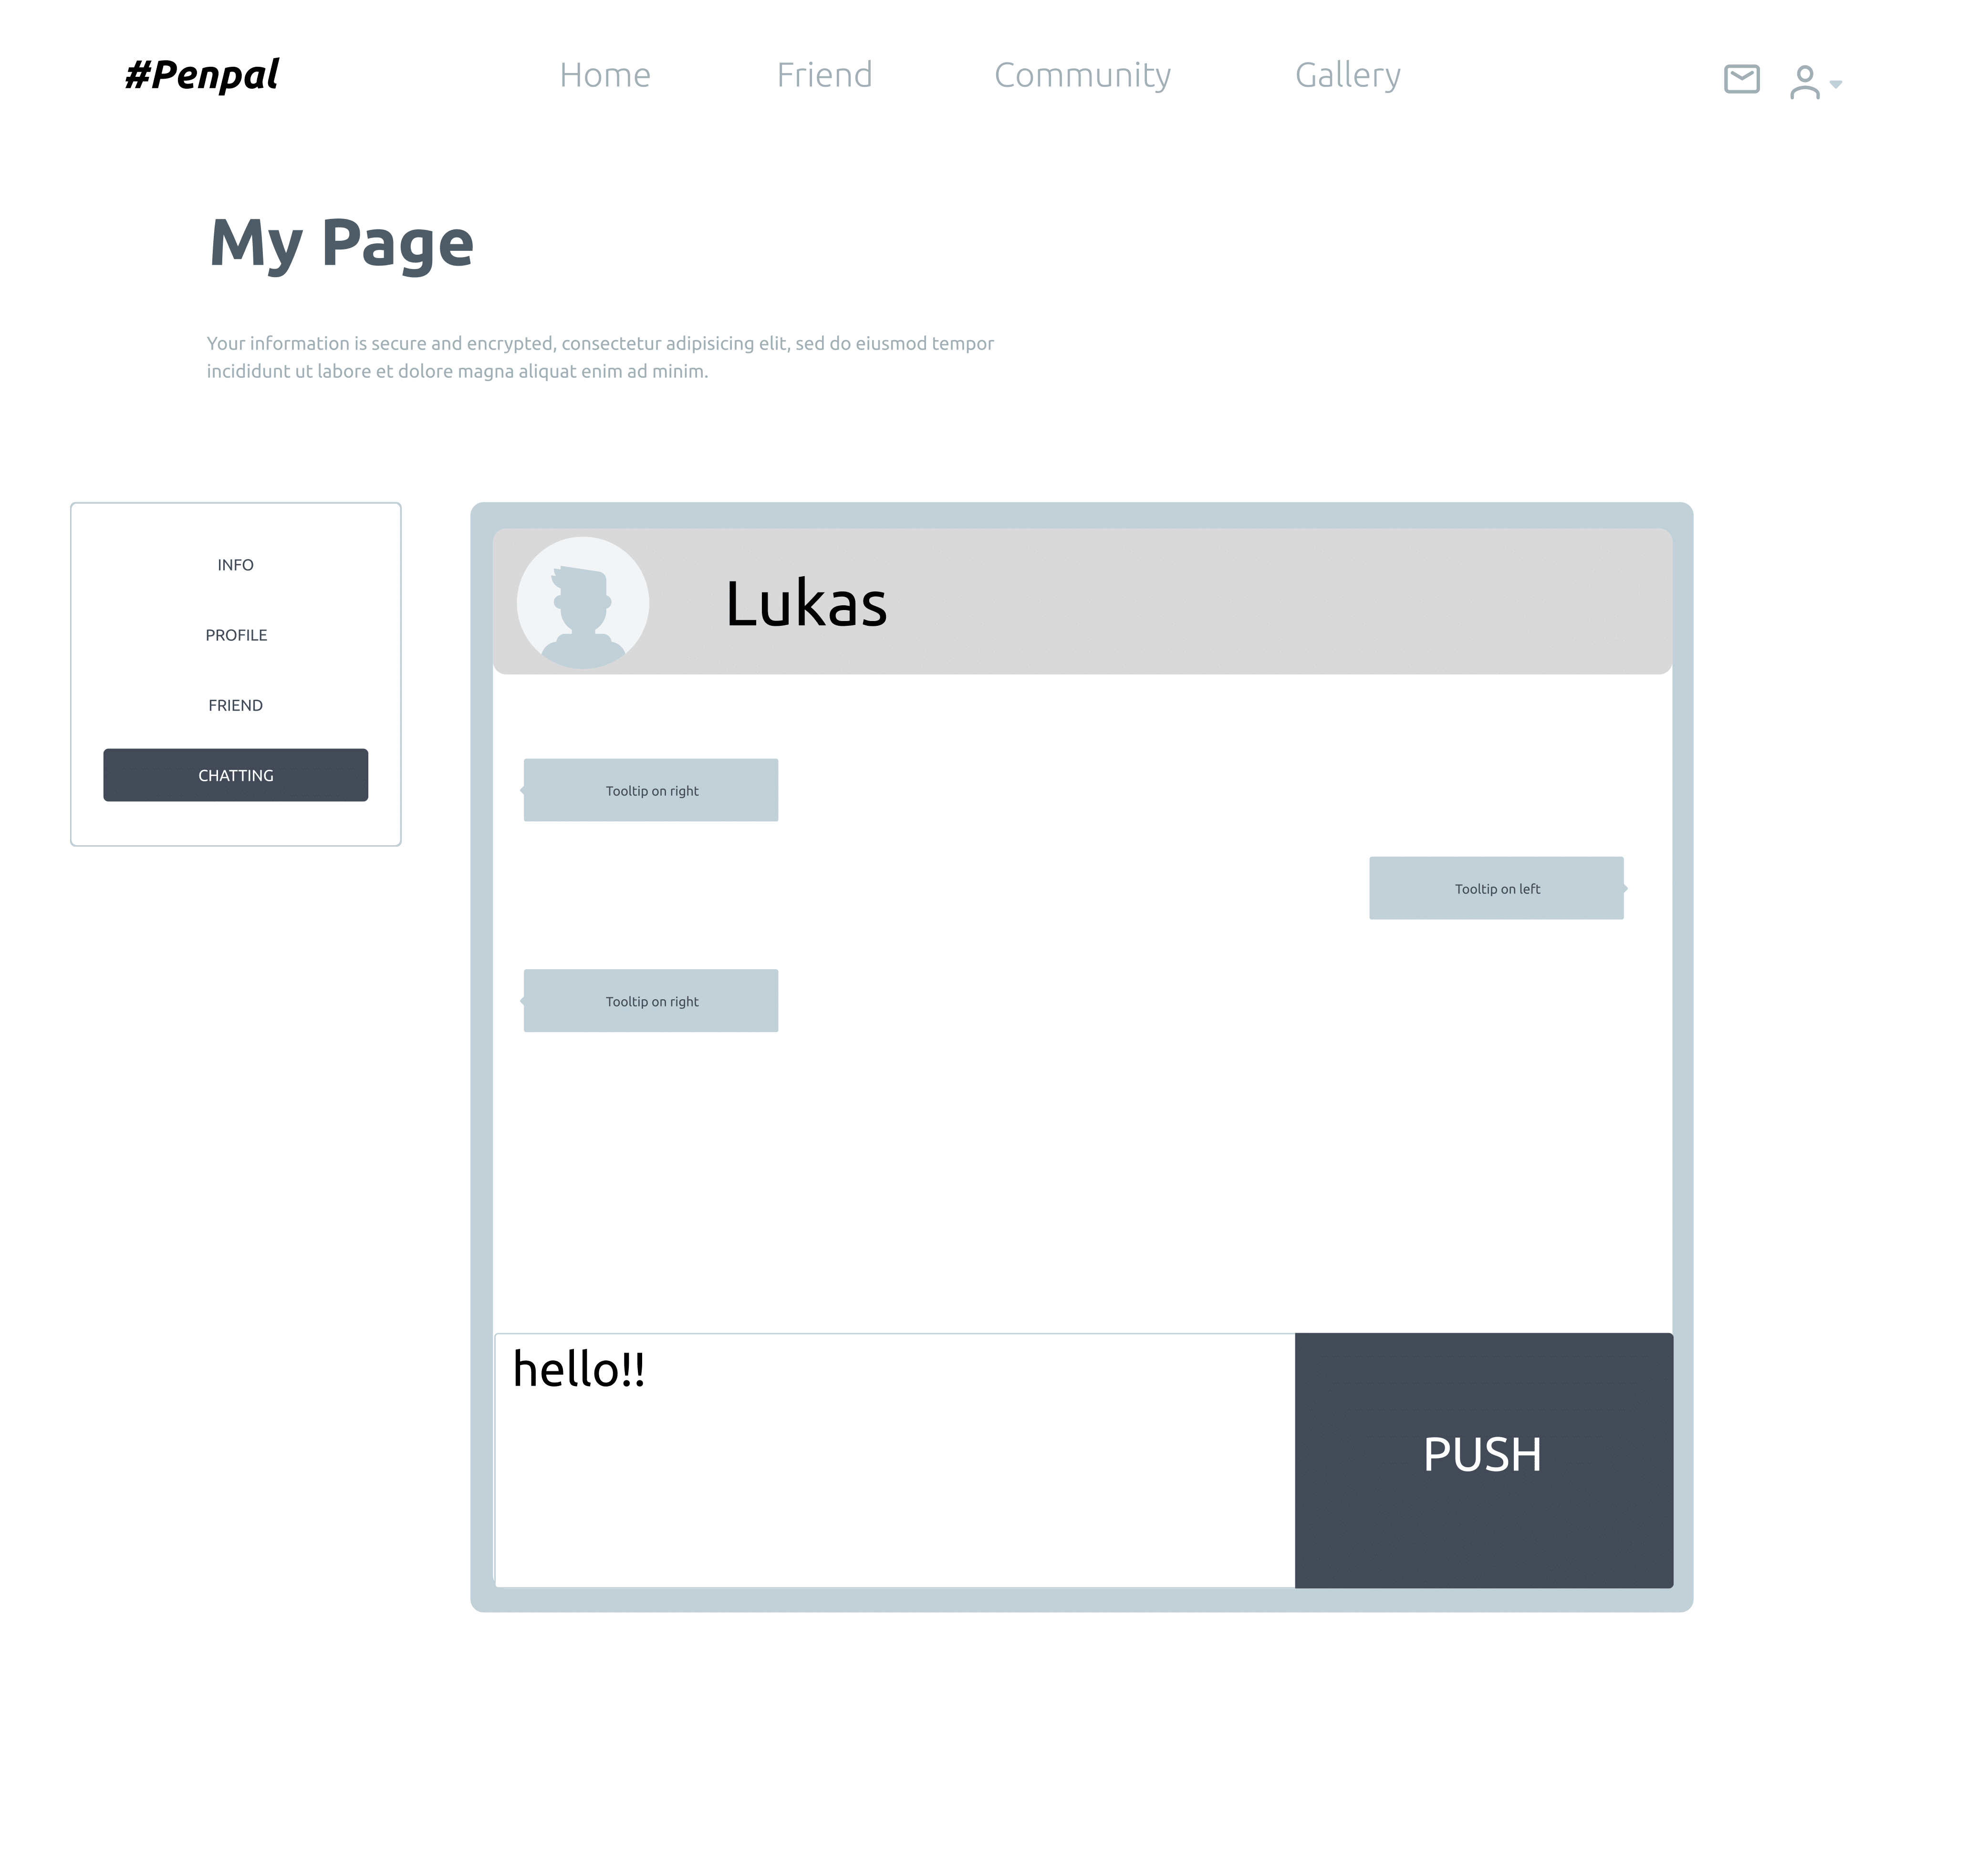 #Penpal
Home
Friend
Community
Gallery
My Page
Your information is secure and encrypted, consectetur adipisicing elit, sed do eiusmod tempor
incididunt ut labore et dolore magna aliquat enim ad minim.
INFO
PROFILE
FRIEND
CHATTING
Lukas
Tooltip on right
Tooltip on left
Tooltip on right
hello!!
PUSH